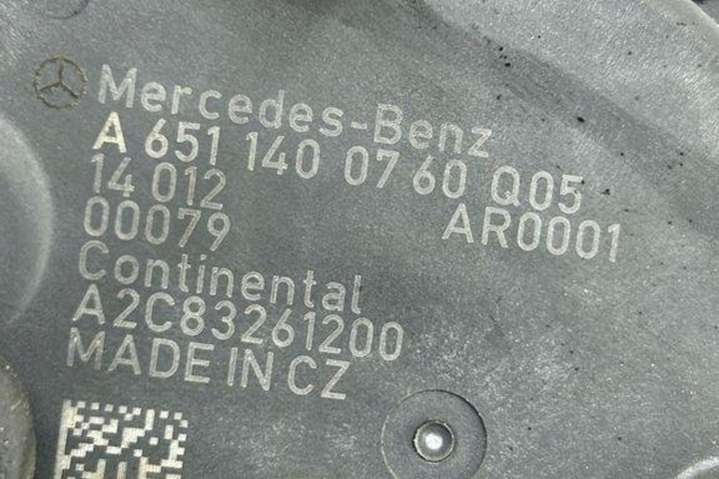 Mercedes-Benz
A 651 140 07 60 Q05
14 012
00079 AR0001
Continental
A2C83261200
MADE IN CZ